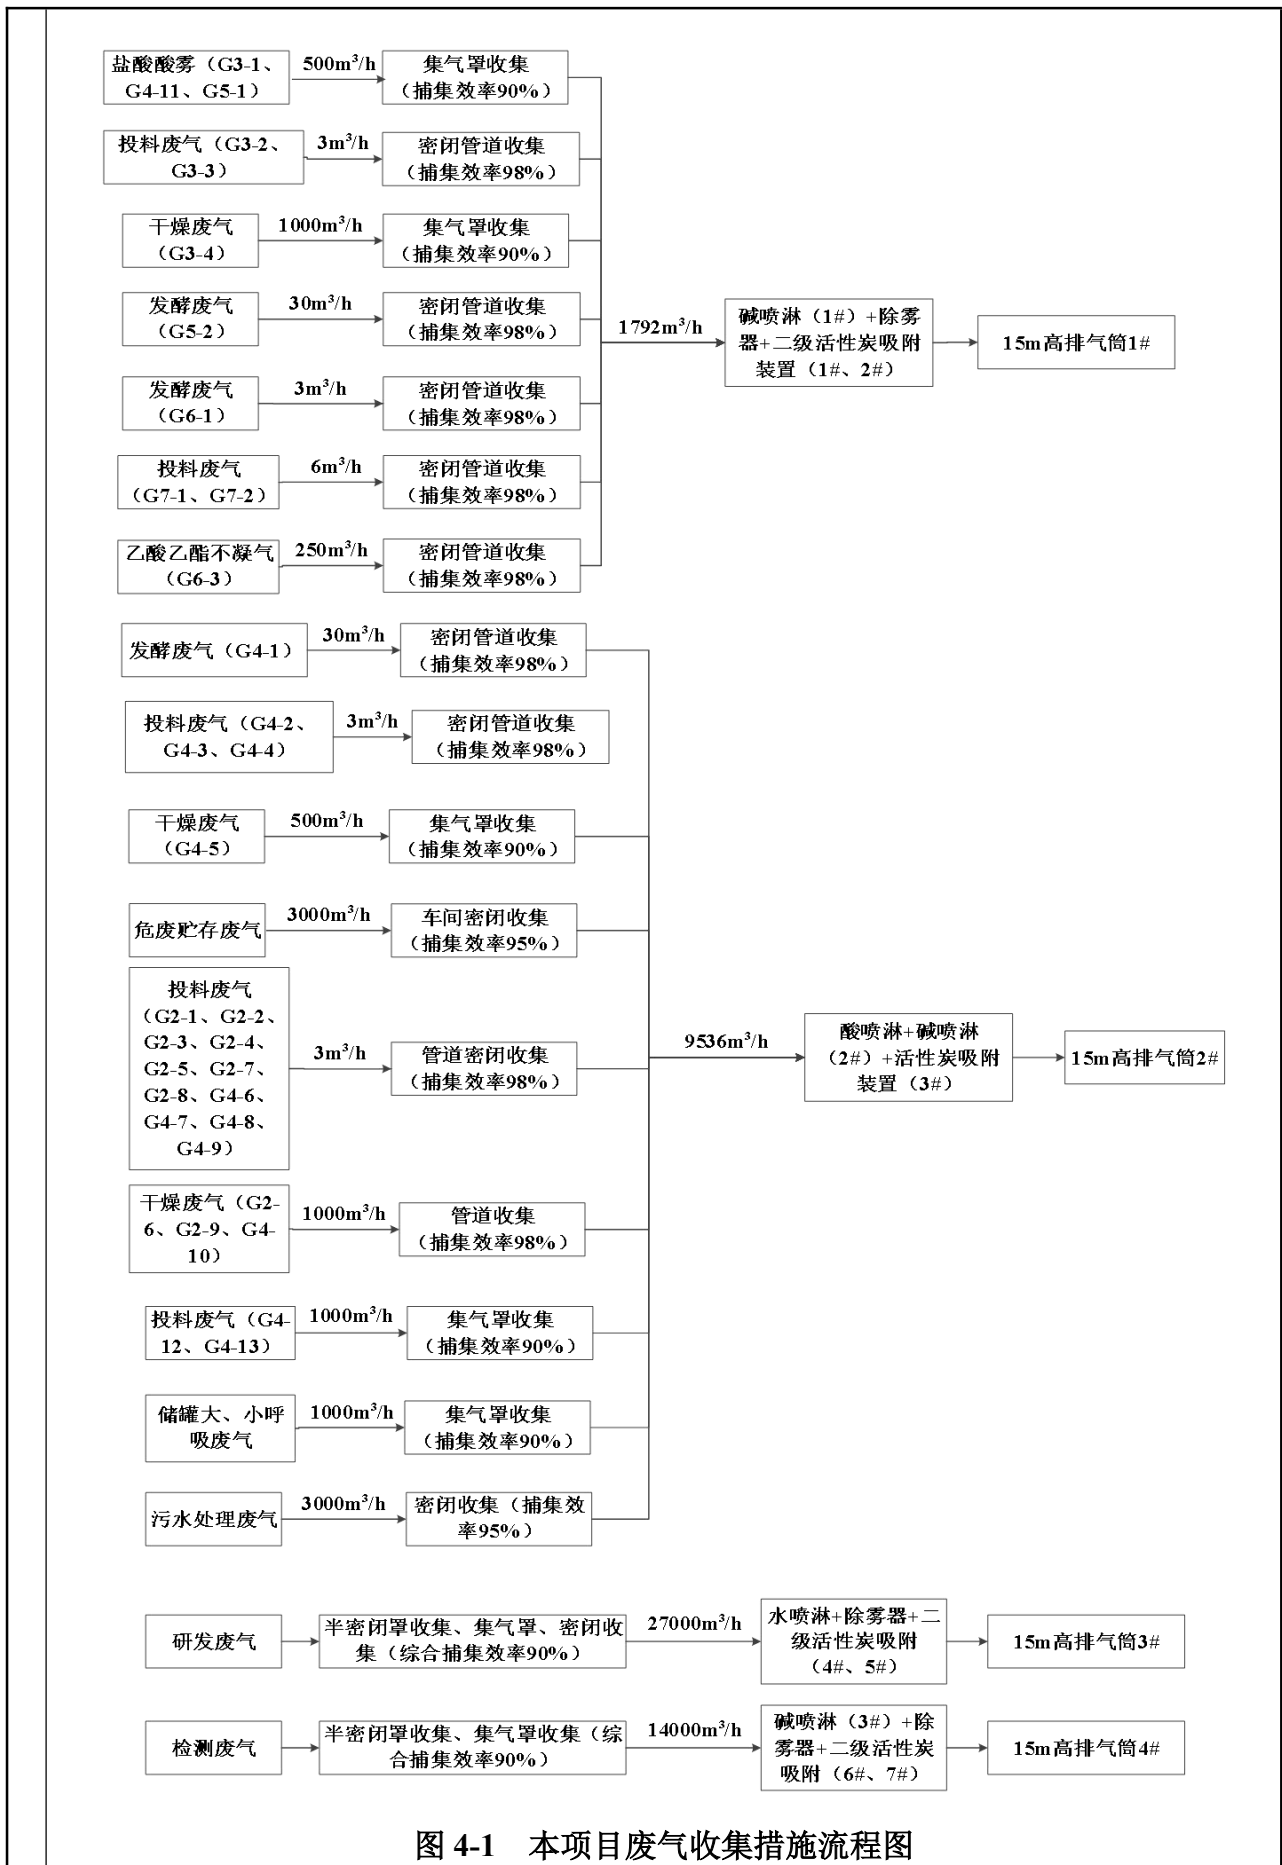 盐酸酸雾（G3-1、
G4-11、G5-1）
500m³/h
集气罩收集
（捕集效率90%）
投料废气（G3-2、
G3-3）
3m³/h
密闭管道收集
（捕集效率98%）
干燥废气
（G3-4）
1000m³/h
集气罩收集
（捕集效率90%）
发酵废气
（G5-2）
30m³/h
密闭管道收集
（捕集效率98%）
1792m³/h
碱喷淋（1#）+除雾
器+二级活性炭吸附
装置（1#、2#）
15m高排气筒1#
发酵废气
（G6-1）
3m³/h
密闭管道收集
（捕集效率98%）
投料废气
（G7-1、G7-2）
6m³/h
密闭管道收集
（捕集效率98%）
乙酸乙酯不凝气
（G6-3）
250m³/h
密闭管道收集
（捕集效率98%）
发酵废气（G4-1）
30m³/h
密闭管道收集
（捕集效率98%）
投料废气（G4-2、
G4-3、G4-4）
3m³/h
密闭管道收集
（捕集效率98%）
干燥废气
（G4-5）
500m³/h
集气罩收集
（捕集效率90%）
危废贮存废气
3000m³/h
车间密闭收集
（捕集效率95%）
投料废气
（G2-1、G2-2、
G2-3、G2-4、
G2-5、G2-7、
G2-8、G4-6、
G4-7、G4-8、
G4-9）
3m³/h
管道密闭收集
（捕集效率98%）
9536m³/h
酸喷淋+碱喷淋
（2#）+活性炭吸附
装置（3#）
15m高排气筒2#
干燥废气（G2-
6、G2-9、G4-
10）
1000m³/h
管道收集
（捕集效率98%）
投料废气（G4-
12、G4-13）
1000m³/h
集气罩收集
（捕集效率90%）
储罐大、小呼
吸废气
1000m³/h
集气罩收集
（捕集效率90%）
污水处理废气
3000m³/h
密闭收集（捕集效
率95%）
研发废气
半密闭罩收集、集气罩、密闭收
集（综合捕集效率90%）
27000m³/h
水喷淋+除雾器+二
级活性炭吸附
（4#、5#）
15m高排气筒3#
检测废气
半密闭罩收集、集气罩收集（综
合捕集效率90%）
14000m³/h
碱喷淋（3#）+除
雾器+二级活性炭
吸附（6#、7#）
15m高排气筒4#
图 4-1 本项目废气收集措施流程图